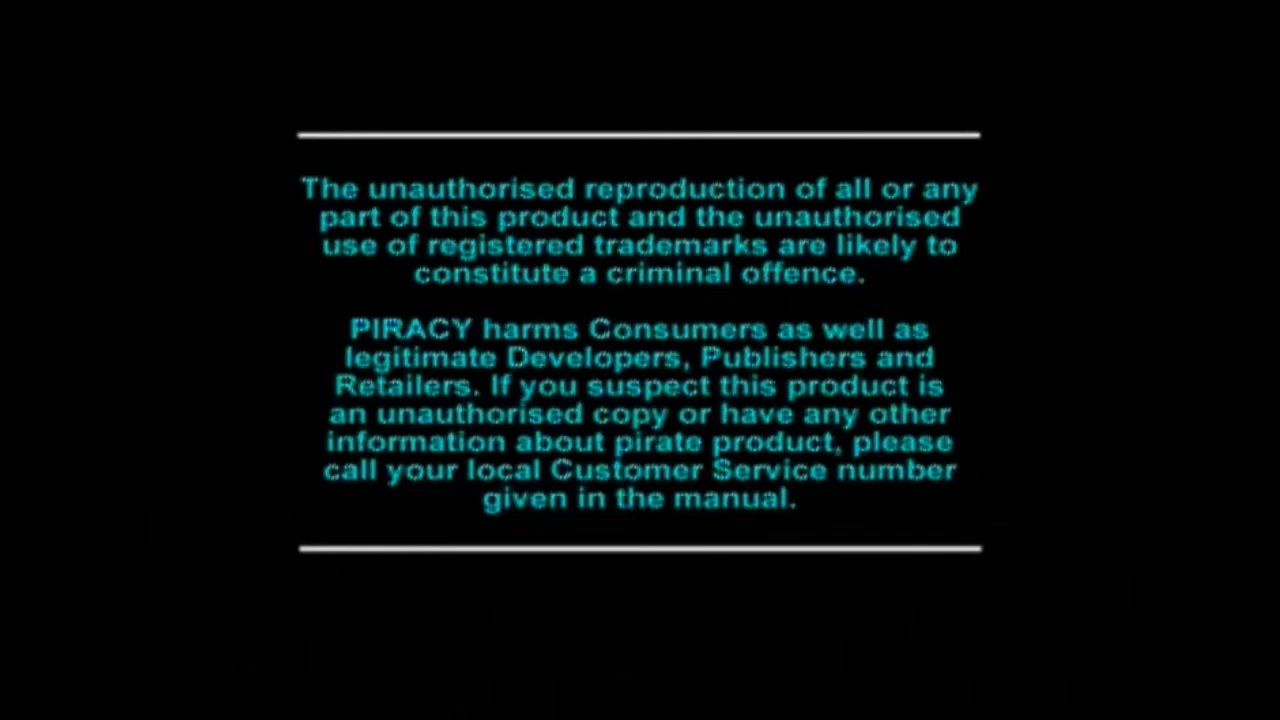 The unauthorised reproduction of all or any
part of this product and the unauthorised
use of registered trademarks are likely to
constitute a criminal offence.
PIRACY harms Consumers as well as
legitimate Developers, Publishers and
Retailers. If you suspect this product is
an unauthorised copy or have any other
information about pirate product, please
call your local Customer Service number
given in the manual.